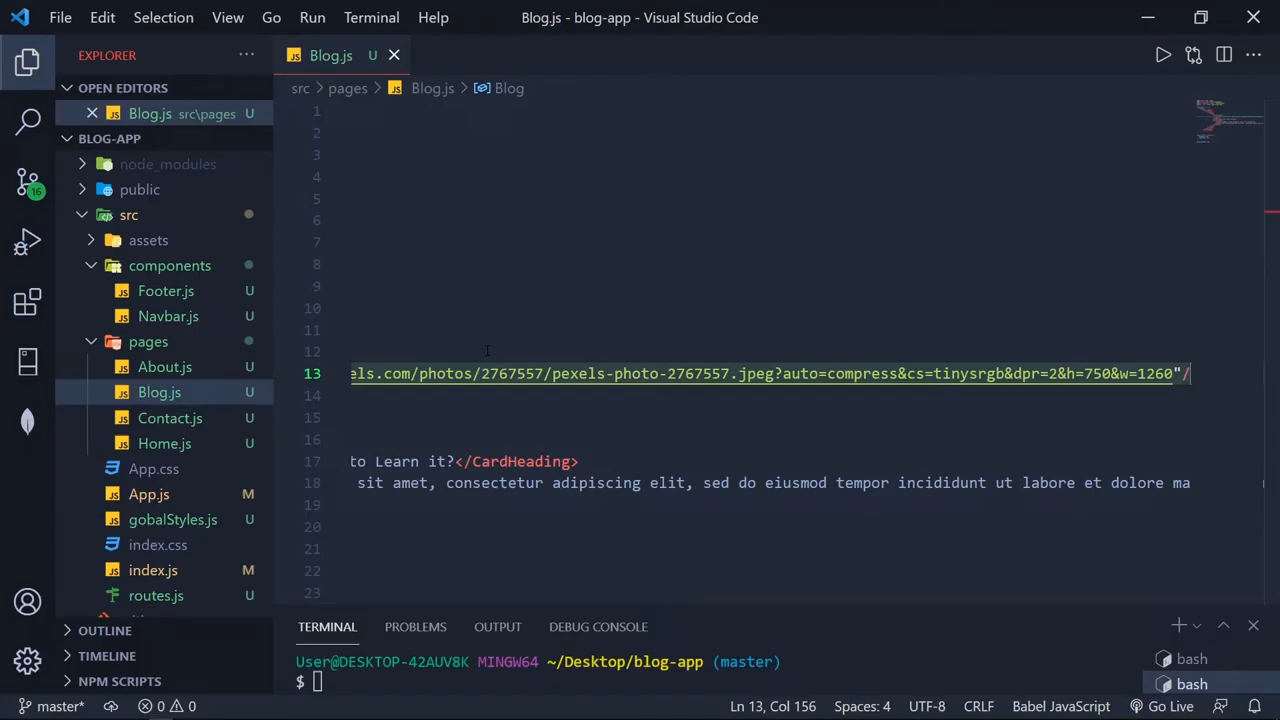 File Edit Selection View Go Run Terminal Help
Blog.js - blog-app - Visual Studio Code
EXPLORER
OPEN EDITORS
Blog.js src\pages U
BLOG-APP
node_modules
public
src
assets
components
Footer.js U
Navbar.js U
pages
About.js U
Blog.js U
Contact.js U
Home.js U
App.css
App.js M
gobalStyles.js U
index.css
index.js M
routes.js U
OUTLINE
TIMELINE
NPM SCRIPTS
16
Blog.js U
src > pages > Blog.js > Blog
1
2
3
4
5
6
7
8
9
10
11
12
13 els.com/photos/2767557/pexels-photo-2767557.jpeg?auto=compress&cs=tinysrgb&dpr=2&h=750&w=1260"/
14
15
16
17 to Learn it?</CardHeading>
18 sit amet, consectetur adipiscing elit, sed do eiusmod tempor incididunt ut labore et dolore ma
19
20
21
22
23
TERMINAL PROBLEMS OUTPUT DEBUG CONSOLE
User@DESKTOP-42AUV8K MINGW64 ~/Desktop/blog-app (master)
$
bash
bash
master* 0 0 Ln 13, Col 156 Spaces: 4 UTF-8 CRLF Babel JavaScript Go Live